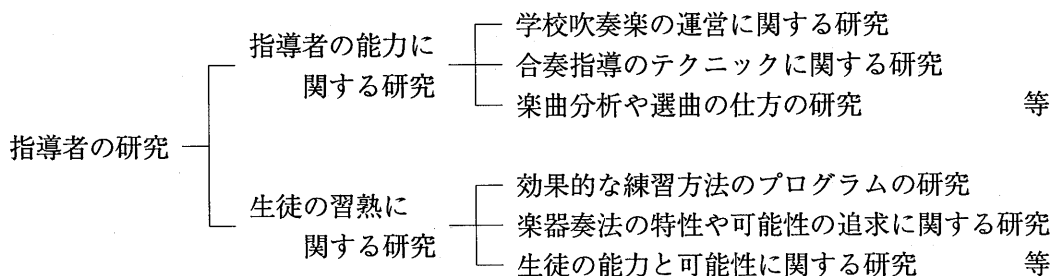 指導者の研究
指導者の能力に
関する研究
学校吹奏楽の運営に関する研究
合奏指導のテクニックに関する研究
楽曲分析や選曲の仕方の研究 等
生徒の習熟に
関する研究
効果的な練習方法のプログラムの研究
楽器奏法の特性や可能性の追求に関する研究
生徒の能力と可能性に関する研究 等